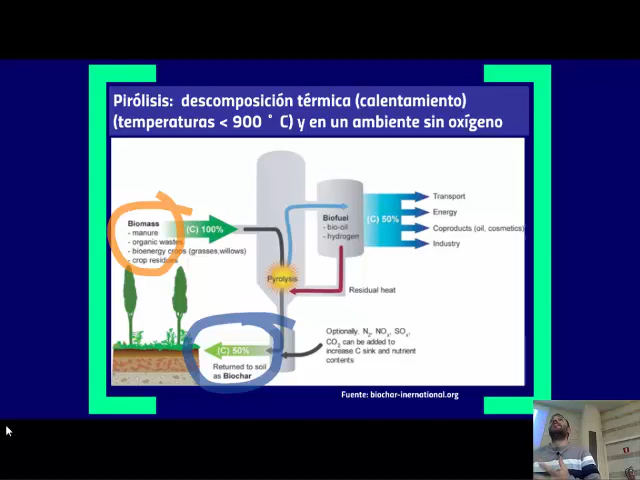 Pirólisis: descomposición térmica (calentamiento)
(temperaturas < 900 ° C) y en un ambiente sin oxígeno
Biomass
- manure
- organic wastes
- bioenergy crops (grasses,willows)
- crop residues
(C) 100%
Pyrolysis
Biofuel
- bio-oil
- hydrogen
(C) 50%
Transport
Energy
Coproducts (oil, cosmetics)
Industry
Residual heat
(C) 50%
Returned to soil
as Biochar
Optionally, N₂, NOₓ, SOₓ,
CO₂ can be added to
increase C sink and nutrient
contents
Fuente: biochar-inernational.org